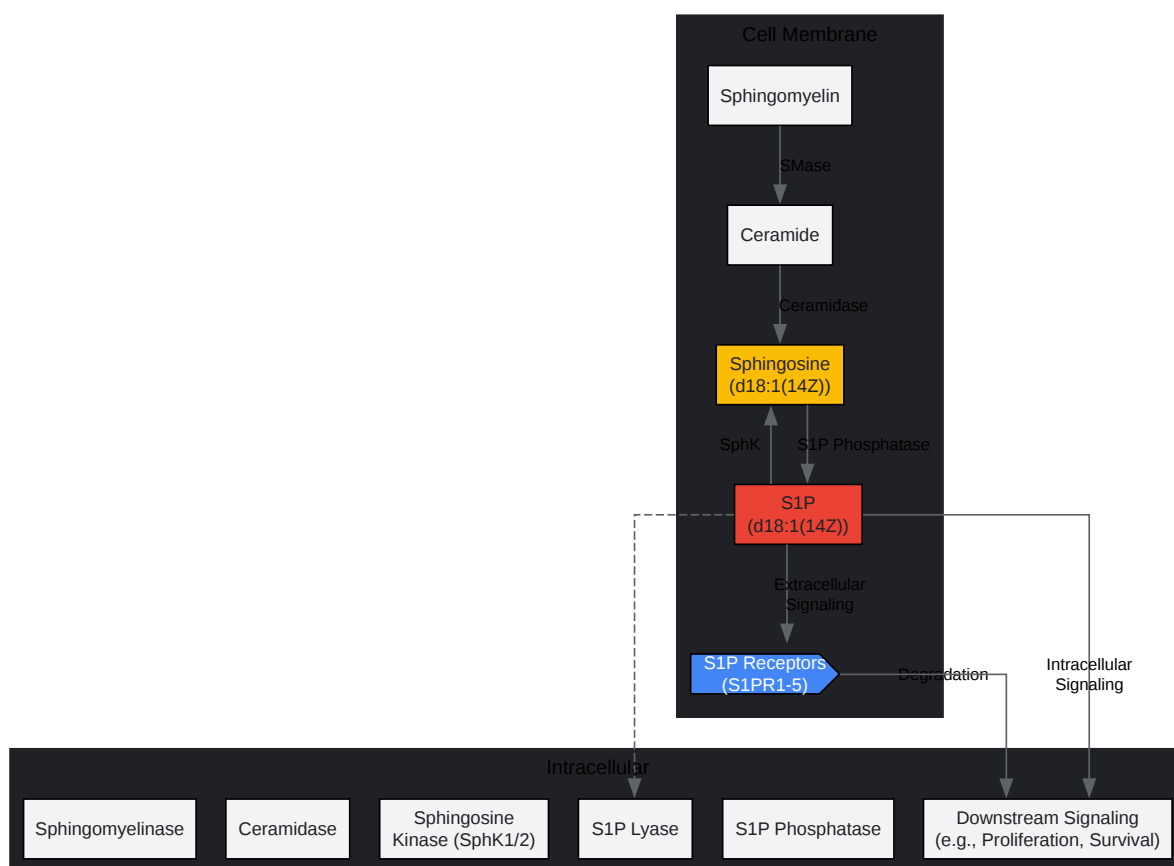 Cell Membrane
Sphingomyelin
SMase
Ceramide
Ceramidase
Sphingosine
(d18:1(14Z))
SphK
S1P Phosphatase
S1P
(d18:1(14Z))
Extracellular
Signaling
S1P Receptors
(S1PR1-5)
Degradation
Intracellular
Signaling
Intracellular
Sphingomyelinase
Ceramidase
Sphingosine
Kinase (SphK1/2)
S1P Lyase
S1P Phosphatase
Downstream Signaling
(e.g., Proliferation, Survival)